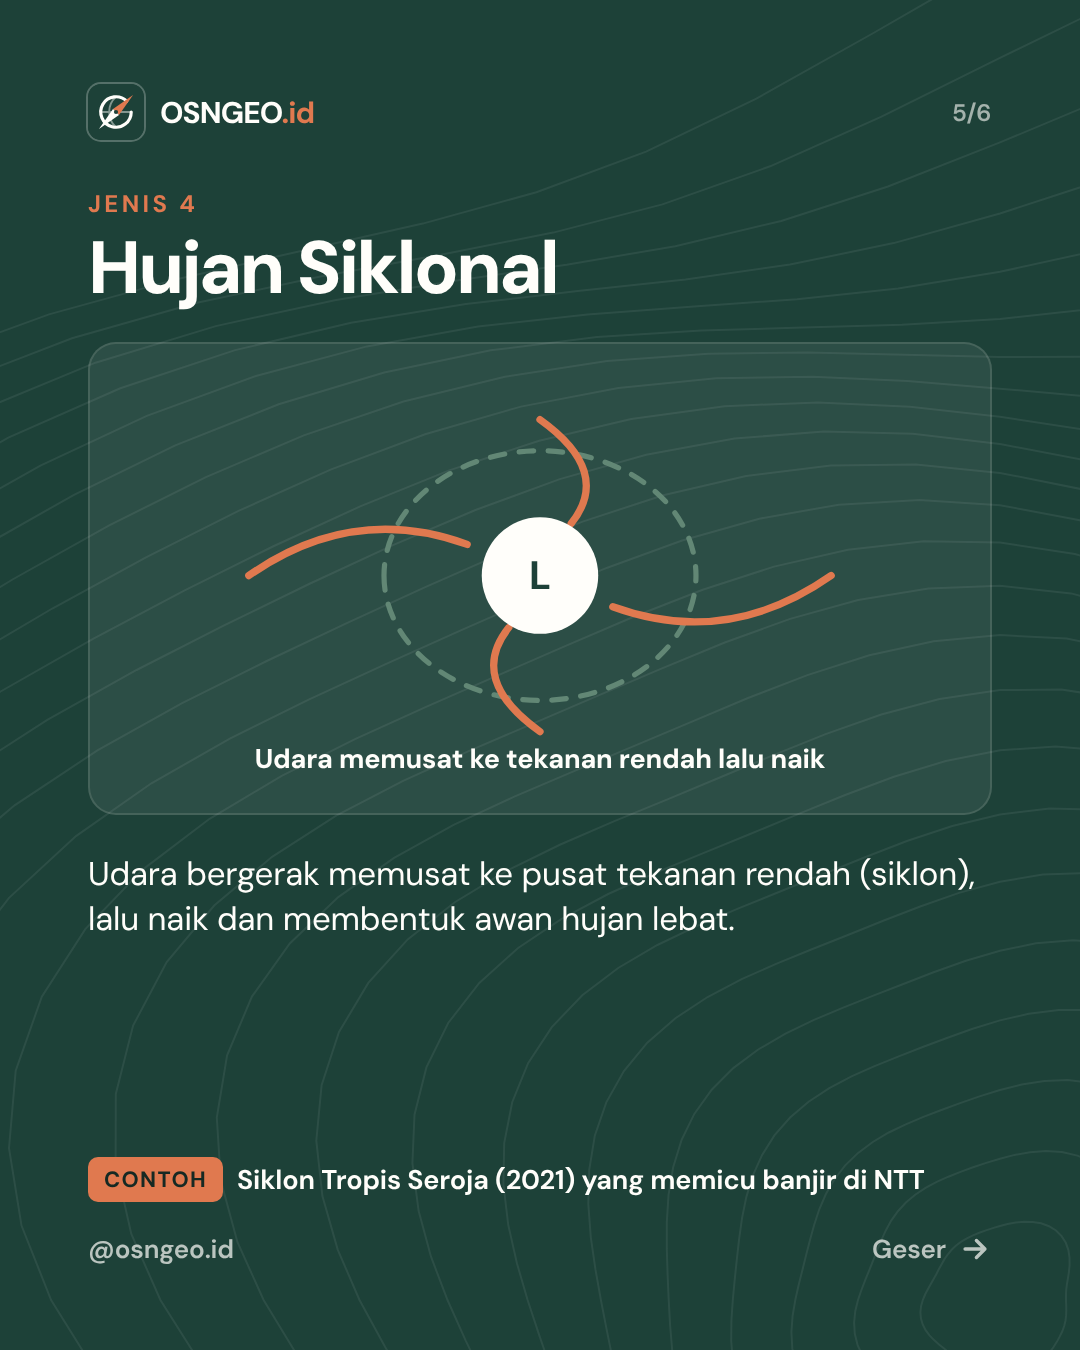 OSNGEO.id
5/6
JENIS 4
Hujan Siklonal
L
Udara memusat ke tekanan rendah lalu naik
Udara bergerak memusat ke pusat tekanan rendah (siklon),
lalu naik dan membentuk awan hujan lebat.
CONTOH Siklon Tropis Seroja (2021) yang memicu banjir di NTT
@osngeo.id
Geser →